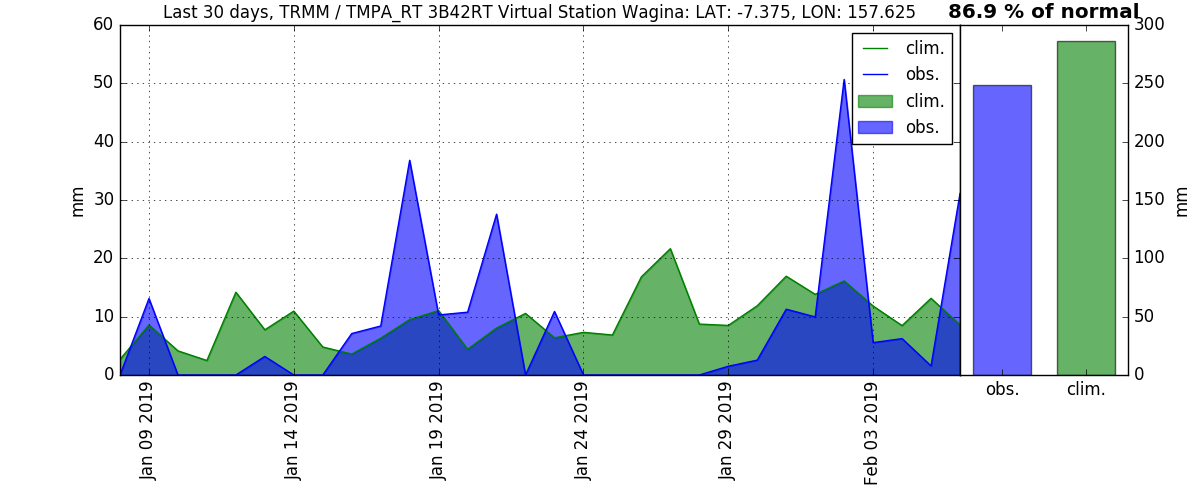 Last 30 days, TRMM / TMPA_RT 3B42RT Virtual Station Wagina: LAT: -7.375, LON: 157.625
86.9 % of normal
60
50
40
30
20
10
0
mm
clim.
obs.
clim.
obs.
Jan 09 2019
Jan 14 2019
Jan 19 2019
Jan 24 2019
Jan 29 2019
Feb 03 2019
300
250
200
150
100
50
0
mm
obs.
clim.